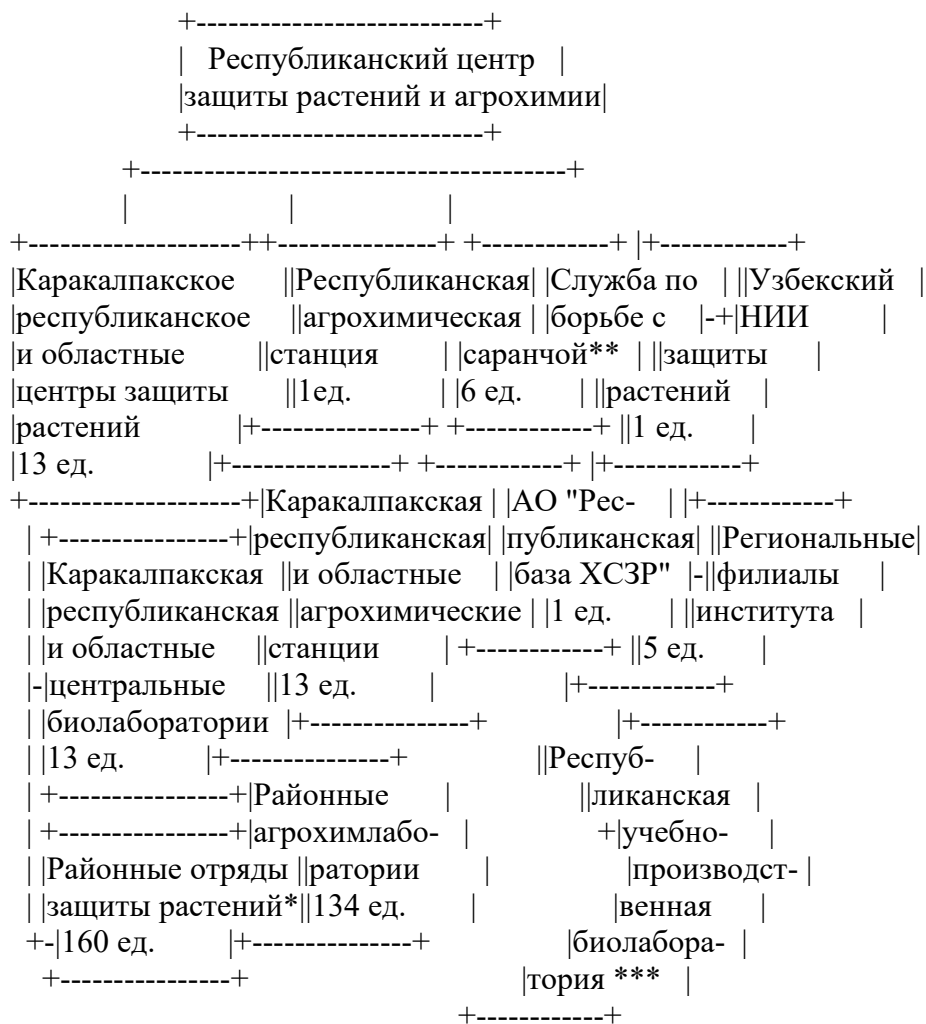 +--------------------------+
| Республиканский центр |
|защиты растений и агрохимии|
+--------------------------+
+---------------------------------------+
| | |
+--------------------++---------------+ +------------+ |+------------+
|Каракалпакское ||Республиканская| |Служба по | ||Узбекский |
|республиканское ||агрохимическая | |борьбе с |-+|НИИ |
|и областные ||станция | |саранчой** | ||защиты |
|центры защиты ||1ед. | |6 ед. | ||растений |
|растений |+---------------+ +------------+ ||1 ед. |
|13 ед. |+---------------+ +------------+ |+------------+
+--------------------+|Каракалпакская | |АО "Рес- | |+------------+
| +----------------+|республиканская| |публиканская| ||Региональные|
| |Каракалпакская ||и областные | |база ХСЗР" |-||филиалы |
| |республиканская ||агрохимические | |1 ед. | ||института |
| |и областные ||станции | +------------+ ||5 ед. |
|-|центральные ||13 ед. | |+------------+
| |биолаборатории |+---------------+ |+------------+
| |13 ед. |+---------------+ ||Респуб- |
| +----------------+|Районные | ||ликанская |
| +----------------+|агрохимлабо- | +|учебно- |
| |Районные отряды ||ратории | |производст- |
| |защиты растений*||134 ед. | |венная |
+-|160 ед. |+---------------+ |биолабора- |
+----------------+ |тория *** |
+------------+